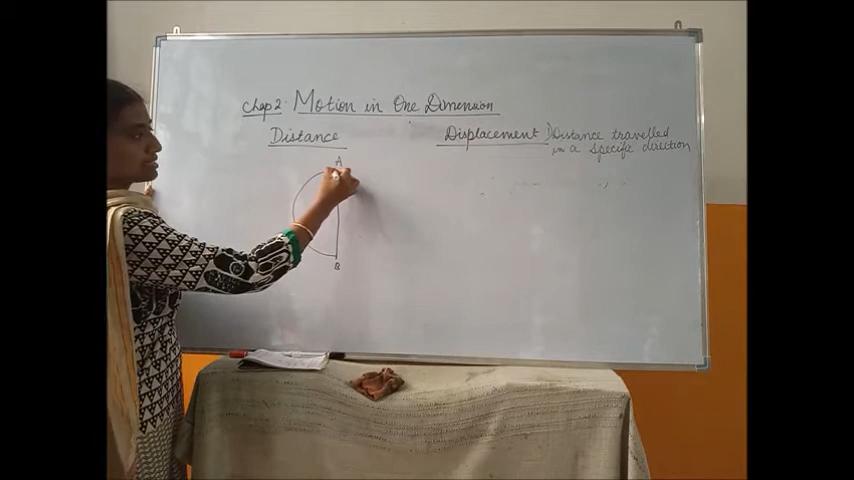 Chap 2: Motion in One Dimension
Distance
Displacement → Distance travelled
in a specific direction
A
B